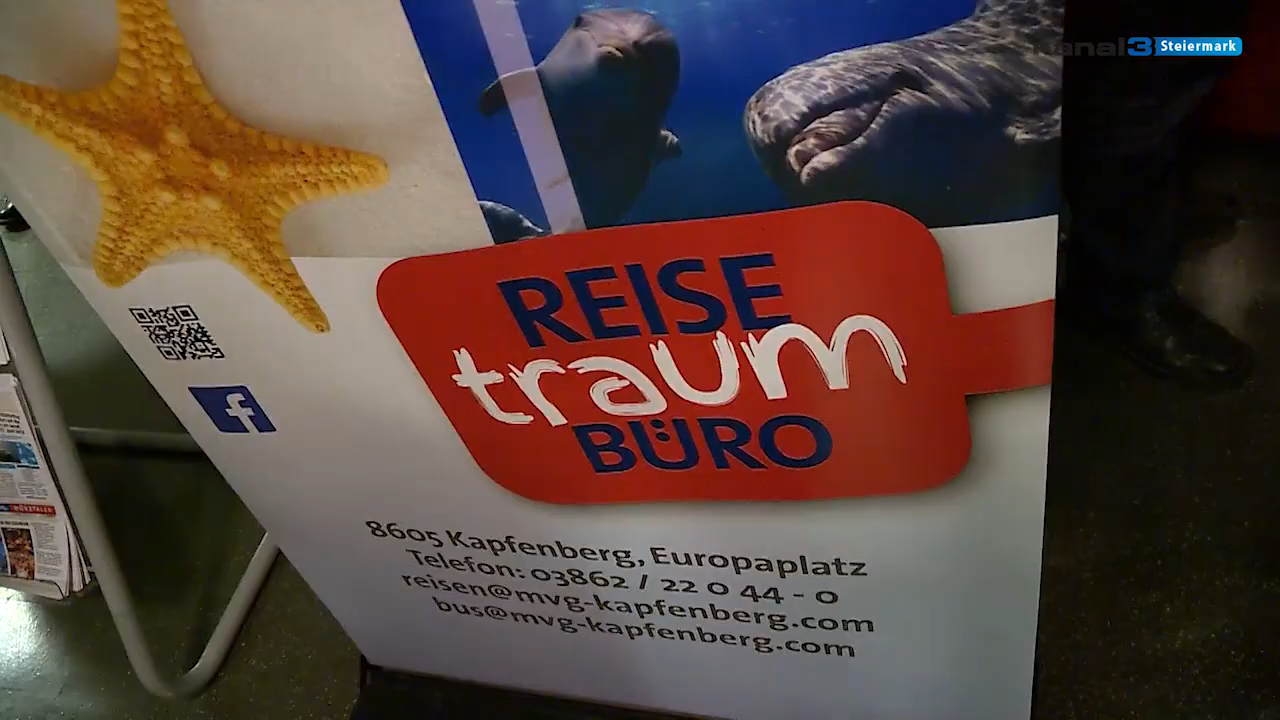 Kanal3 Steiermark
REISE
traum
BÜRO
8605 Kapfenberg, Europaplatz
Telefon: 03862 / 22 0 44 - 0
reisen@mvg-kapfenberg.com
bus@mvg-kapfenberg.com